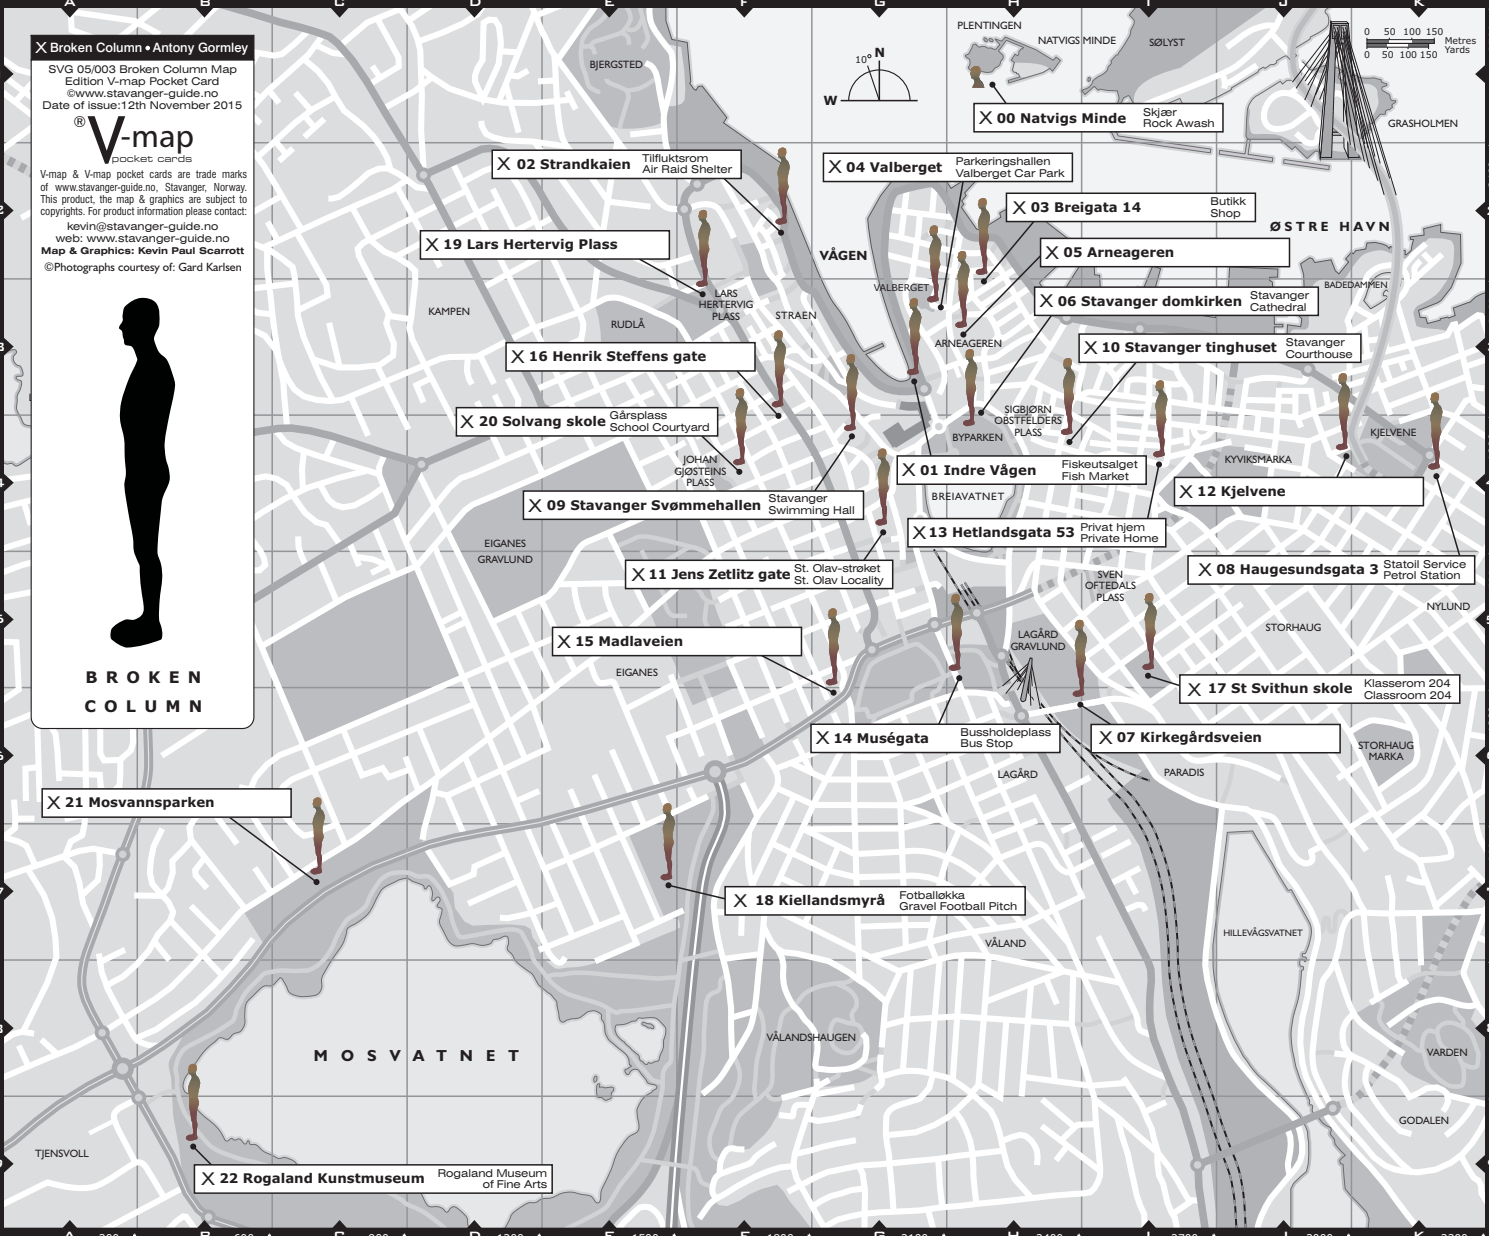 A B C D E F G H I J K
X Broken Column • Antony Gormley
SVG 05/003 Broken Column Map
Edition V-map Pocket Card
©www.stavanger-guide.no
Date of issue:12th November 2015
® V-map
pocket cards
V-map & V-map pocket cards are trade marks
of www.stavanger-guide.no, Stavanger, Norway.
This product, the map & graphics are subject to
copyrights. For product information please contact:
kevin@stavanger-guide.no
web: www.stavanger-guide.no
Map & Graphics: Kevin Paul Scarrott
©Photographs courtesy of: Gard Karlsen
BROKEN
COLUMN
PLENTINGEN
NATVIGS MINDE
SØLYST
BJERGSTED
0 50 100 150 Metres
Yards
0 50 100 150
10° N
W
GRASHOLMEN
X 00 Natvigs Minde Skjær
Rock Awash
X 02 Strandkaien Tilfluktsrom
Air Raid Shelter
X 04 Valberget Parkeringshallen
Valberget Car Park
X 03 Breigata 14 Butikk
Shop
ØSTRE HAVN
X 19 Lars Hertervig Plass
VÅGEN
X 05 Arneageren
VALBERGET
BADEDAMMEN
LARS
HERTERVIG
PLASS
KAMPEN
RUDLÅ
STRAEN
X 06 Stavanger domkirken Stavanger
Cathedral
ARNEAGEREN
X 10 Stavanger tinghuset Stavanger
Courthouse
X 16 Henrik Steffens gate
SIGBJØRN
OBSTFELDERS
PLASS
X 20 Solvang skole Gårsplass
School Courtyard
BYPARKEN
KJELVENE
JOHAN
GJØSTEINS
PLASS
KYVIKSMARKA
X 01 Indre Vågen Fiskeutsalget
Fish Market
BREIAVATNET
X 12 Kjelvene
X 09 Stavanger Svømmehallen Stavanger
Swimming Hall
X 13 Hetlandsgata 53 Privat hjem
Private Home
EIGANES
GRAVLUND
X 11 Jens Zetlitz gate St. Olav-strøket
St. Olav Locality
X 08 Haugesundsgata 3 Statoil Service
Petrol Station
SVEN
OFTEDALS
PLASS
NYLUND
STORHAUG
LAGÅRD
GRAVLUND
X 15 Madlaveien
EIGANES
X 17 St Svithun skole Klasserom 204
Classroom 204
X 14 Muségata Bussholdeplass
Bus Stop
X 07 Kirkegårdsveien
STORHAUG
MARKA
LAGÅRD
PARADIS
X 21 Mosvannsparken
X 18 Kiellandsmyrå Fotballøkka
Gravel Football Pitch
HILLEVÅGSVATNET
VÅLAND
VÅLANDSHAUGEN
MOSVATNET
VARDEN
GODALEN
TJENSVOLL
X 22 Rogaland Kunstmuseum Rogaland Museum
of Fine Arts